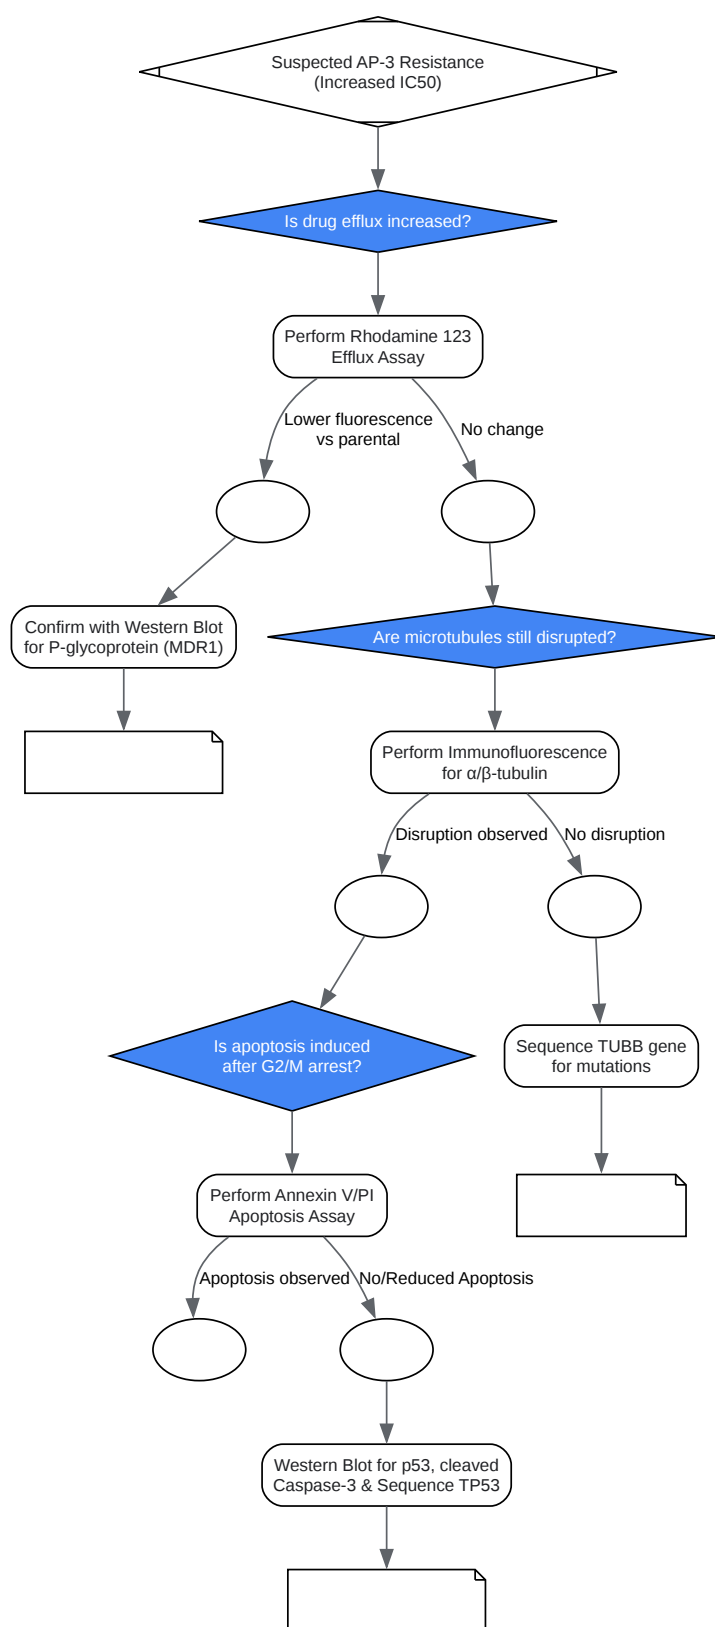 Suspected AP-3 Resistance
(Increased IC50)
Is drug efflux increased?
Perform Rhodamine 123
Efflux Assay
Lower fluorescence
vs parental
No change
Confirm with Western Blot
for P-glycoprotein (MDR1)
Are microtubules still disrupted?
Perform Immunofluorescence
for α/β-tubulin
Disruption observed
No disruption
Is apoptosis induced
after G2/M arrest?
Sequence TUBB gene
for mutations
Perform Annexin V/PI
Apoptosis Assay
Apoptosis observed
No/Reduced Apoptosis
Western Blot for p53, cleaved
Caspase-3 & Sequence TP53